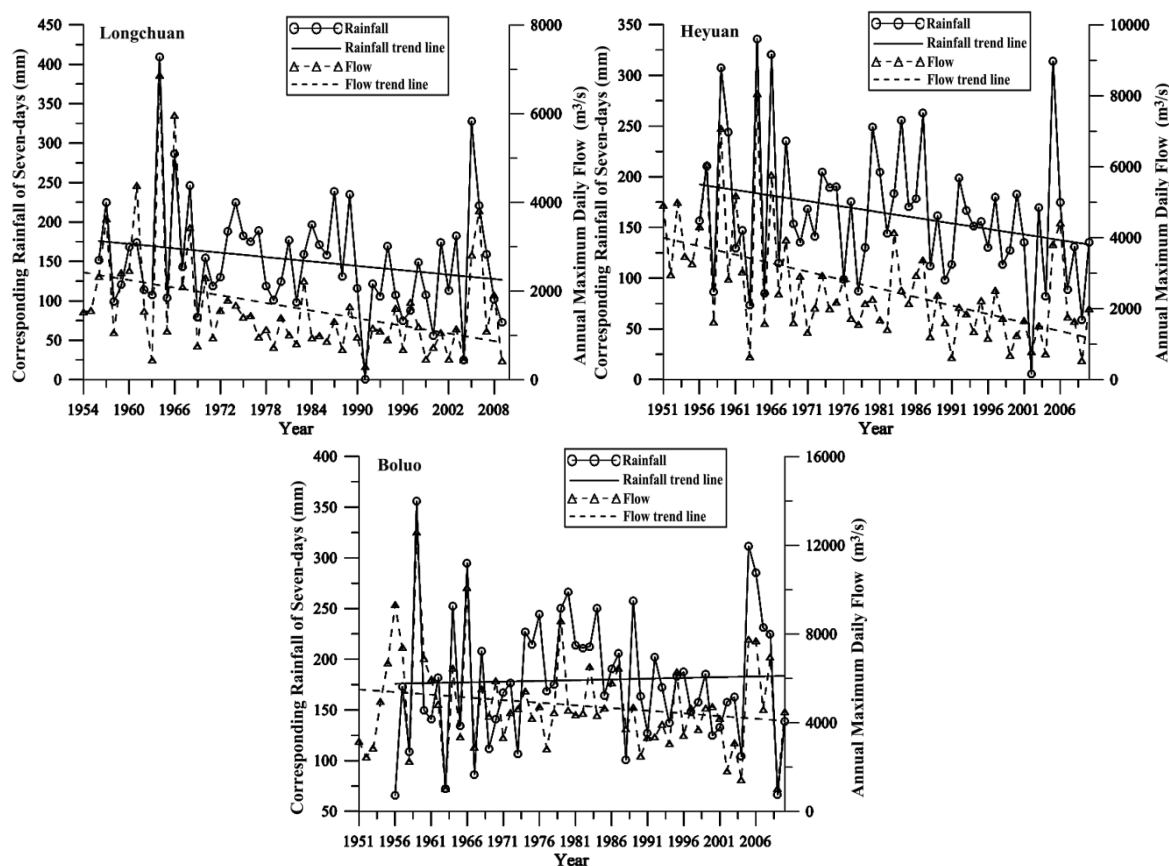 Longchuan
Rainfall
Rainfall trend line
Flow
Flow trend line
Corresponding Rainfall of Seven-days (mm)
450
400
350
300
250
200
150
100
50
0
8000
6000
4000
2000
0
Annual Maximum Daily Flow (m³/s)
1954 1960 1966 1972 1978 1984 1990 1996 2002 2008
Year
Heyuan
Rainfall
Rainfall trend line
Flow
Flow trend line
Corresponding Rainfall of Seven-days (mm)
350
300
250
200
150
100
50
0
10000
8000
6000
4000
2000
0
Annual Maximum Daily Flow (m³/s)
1951 1956 1961 1966 1971 1976 1981 1986 1991 1996 2001 2006
Year
Boluo
Rainfall
Rainfall trend line
Flow
Flow trend line
Corresponding Rainfall of Seven-days (mm)
400
350
300
250
200
150
100
50
16000
12000
8000
4000
0
Annual Maximum Daily Flow (m³/s)
1951 1956 1961 1966 1971 1976 1981 1986 1991 1996 2001 2006
Year